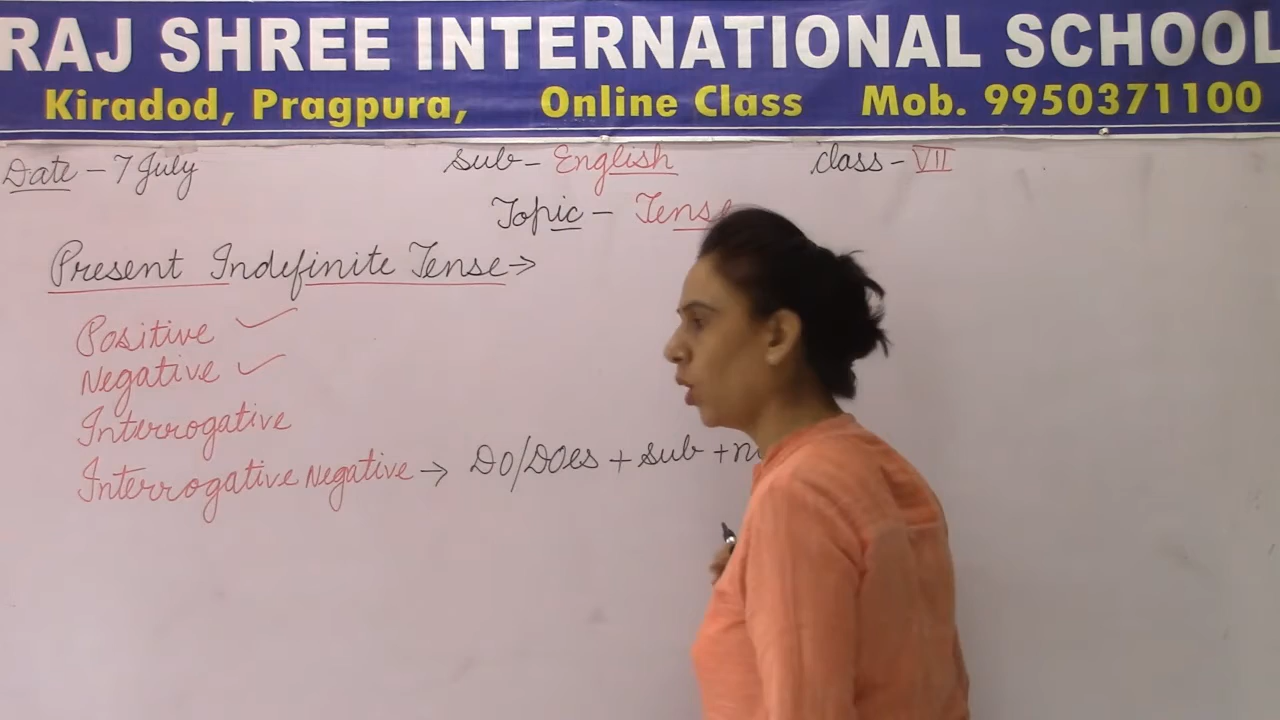 RAJ SHREE INTERNATIONAL SCHOOL
Kiradod, Pragpura, Online Class Mob. 9950371100
Date - 7 July Sub - English Class - VII
Topic - Tense
Present Indefinite Tense →
Positive ✓
Negative ✓
Interrogative
Interrogative Negative → DO/DOes + sub +